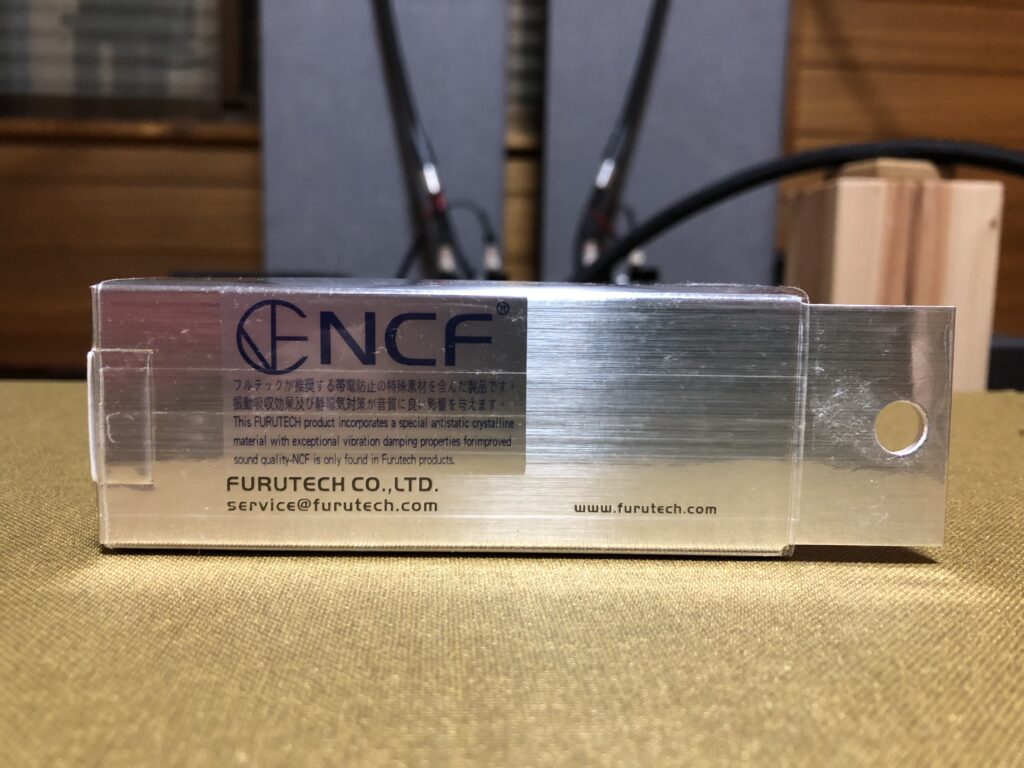 NCF®
フルテックが推奨する帯電防止の特殊素材を含んだ製品です。
振動吸収効果及び静電気対策が音質に良い影響を与えます。
This FURUTECH product incorporates a special antistatic crystalline
material with exceptional vibration damping properties forimproved
sound quality-NCF is only found in Furutech products.
FURUTECH CO.,LTD.
service@furutech.com
www.furutech.com